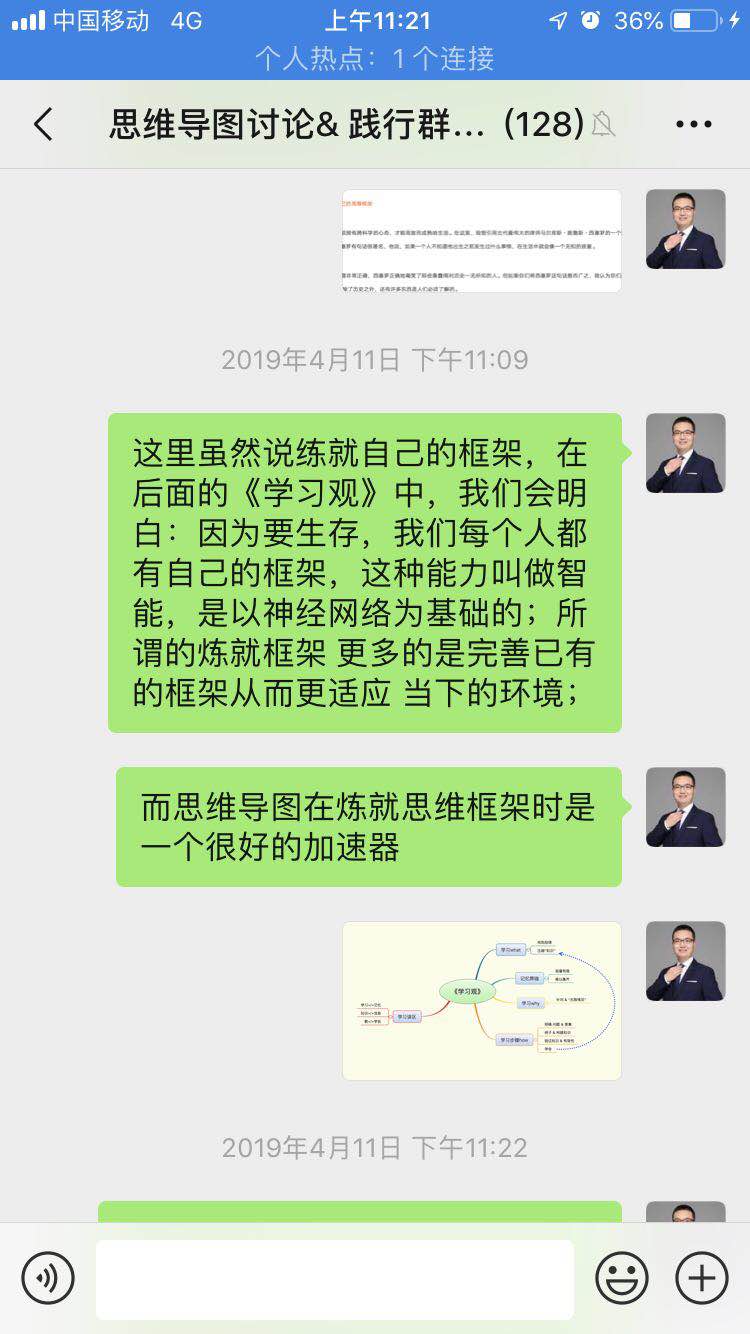 中国移动 4G 上午11:21 36%
个人热点：1 个连接
思维导图讨论& 践行群... (128)
2019年4月11日 下午11:09
这里虽然说练就自己的框架，在
后面的《学习观》中，我们会明
白：因为要生存，我们每个人都
有自己的框架，这种能力叫做智
能，是以神经网络为基础的；所
谓的炼就框架 更多的是完善已有
的框架从而更适应 当下的环境；
而思维导图在炼就思维框架时是
一个很好的加速器
《学习观》
学习what
学习why
学习步骤how
学习误区
2019年4月11日 下午11:22